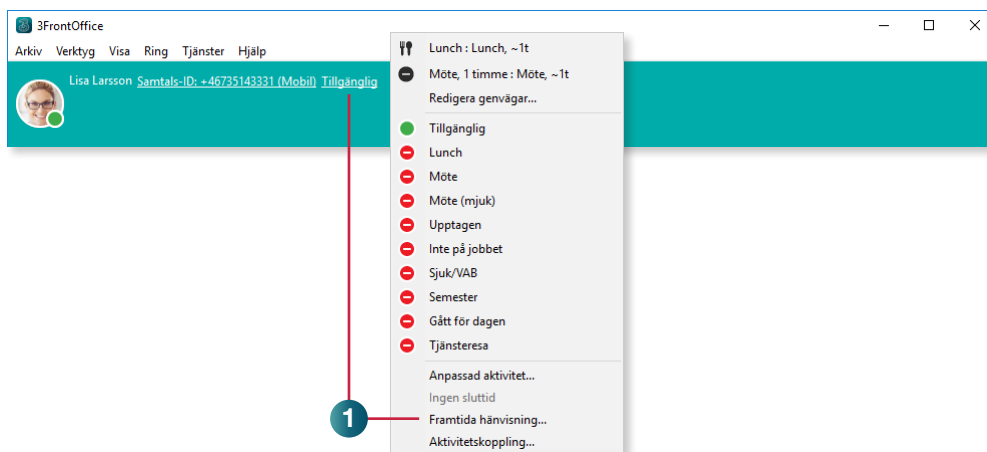 3FrontOffice
Arkiv Verktyg Visa Ring Tjänster Hjälp
Lisa Larsson Samtals-ID: +46735143331 (Mobil) Tillgänglig
Lunch : Lunch, ~1t
Möte, 1 timme : Möte, ~1t
Redigera genvägar...
Tillgänglig
Lunch
Möte
Möte (mjuk)
Upptagen
Inte på jobbet
Sjuk/VAB
Semester
Gått för dagen
Tjänsteresa
Anpassad aktivitet...
Ingen sluttid
1
Framtida hänvisning...
Aktivitetskoppling...